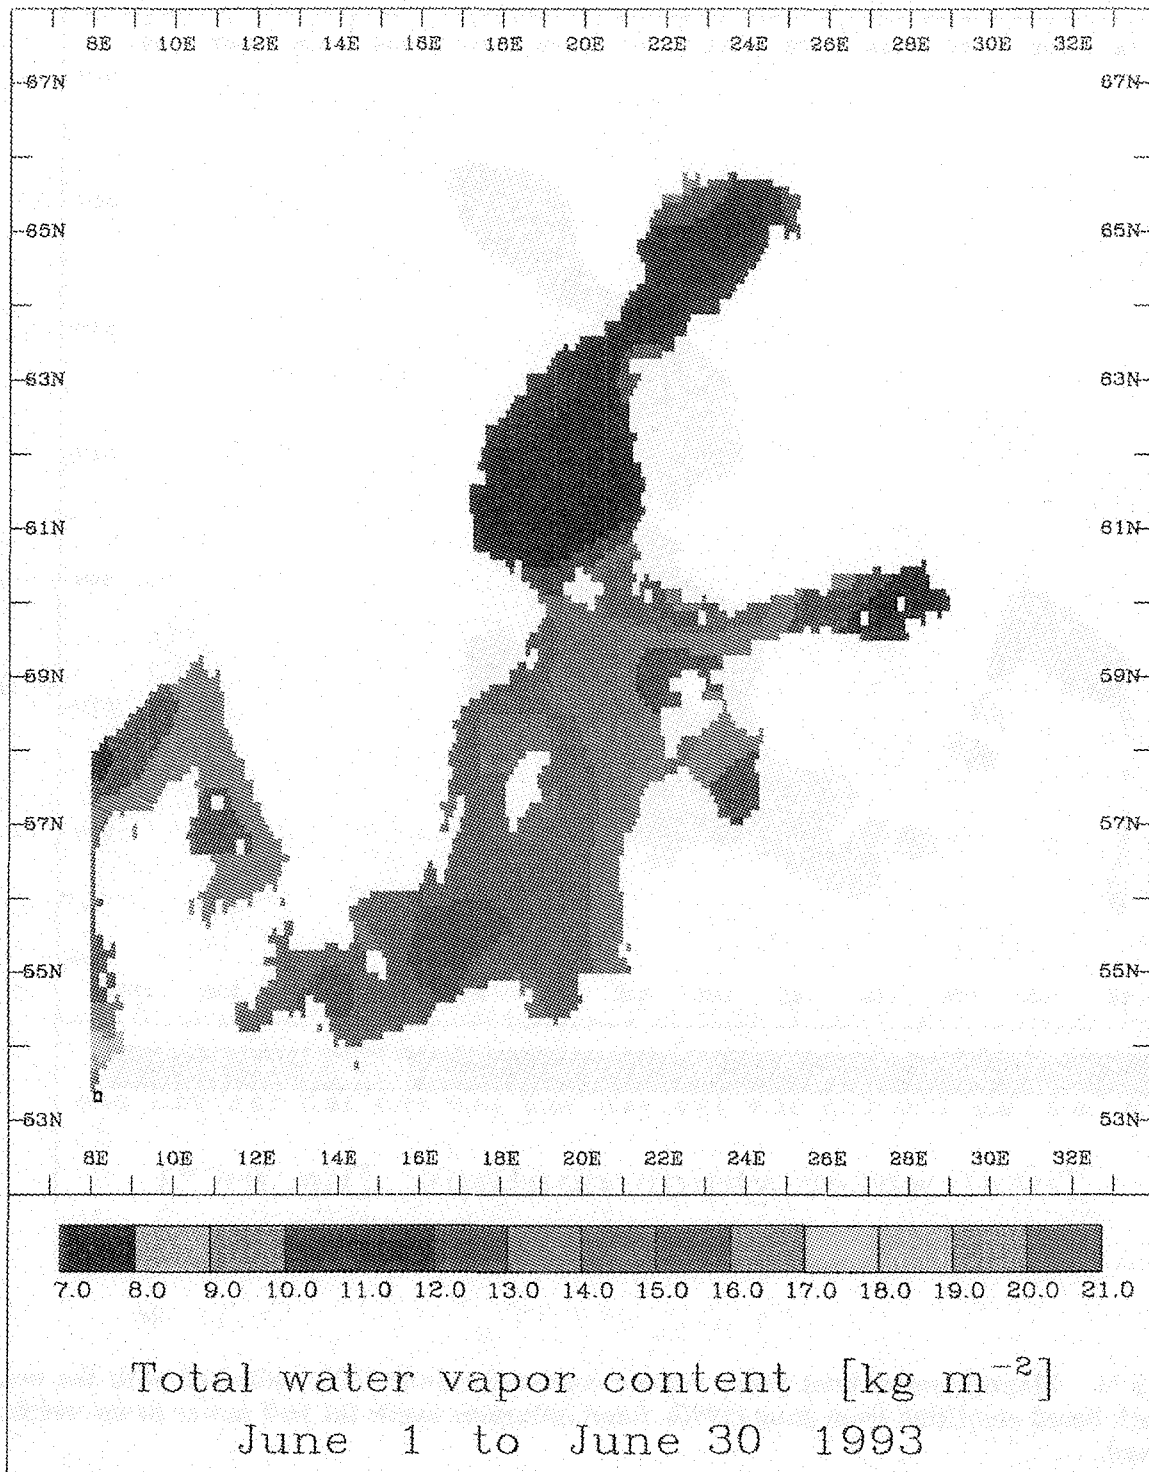 8E 10E 12E 14E 16E 18E 20E 22E 24E 26E 28E 30E 32E
67N 67N
65N 65N
63N 63N
61N 61N
59N 59N
57N 57N
55N 55N
53N 53N
8E 10E 12E 14E 16E 18E 20E 22E 24E 26E 28E 30E 32E
7.0 8.0 9.0 10.0 11.0 12.0 13.0 14.0 15.0 16.0 17.0 18.0 19.0 20.0 21.0
Total water vapor content [kg m⁻²]
June 1 to June 30 1993